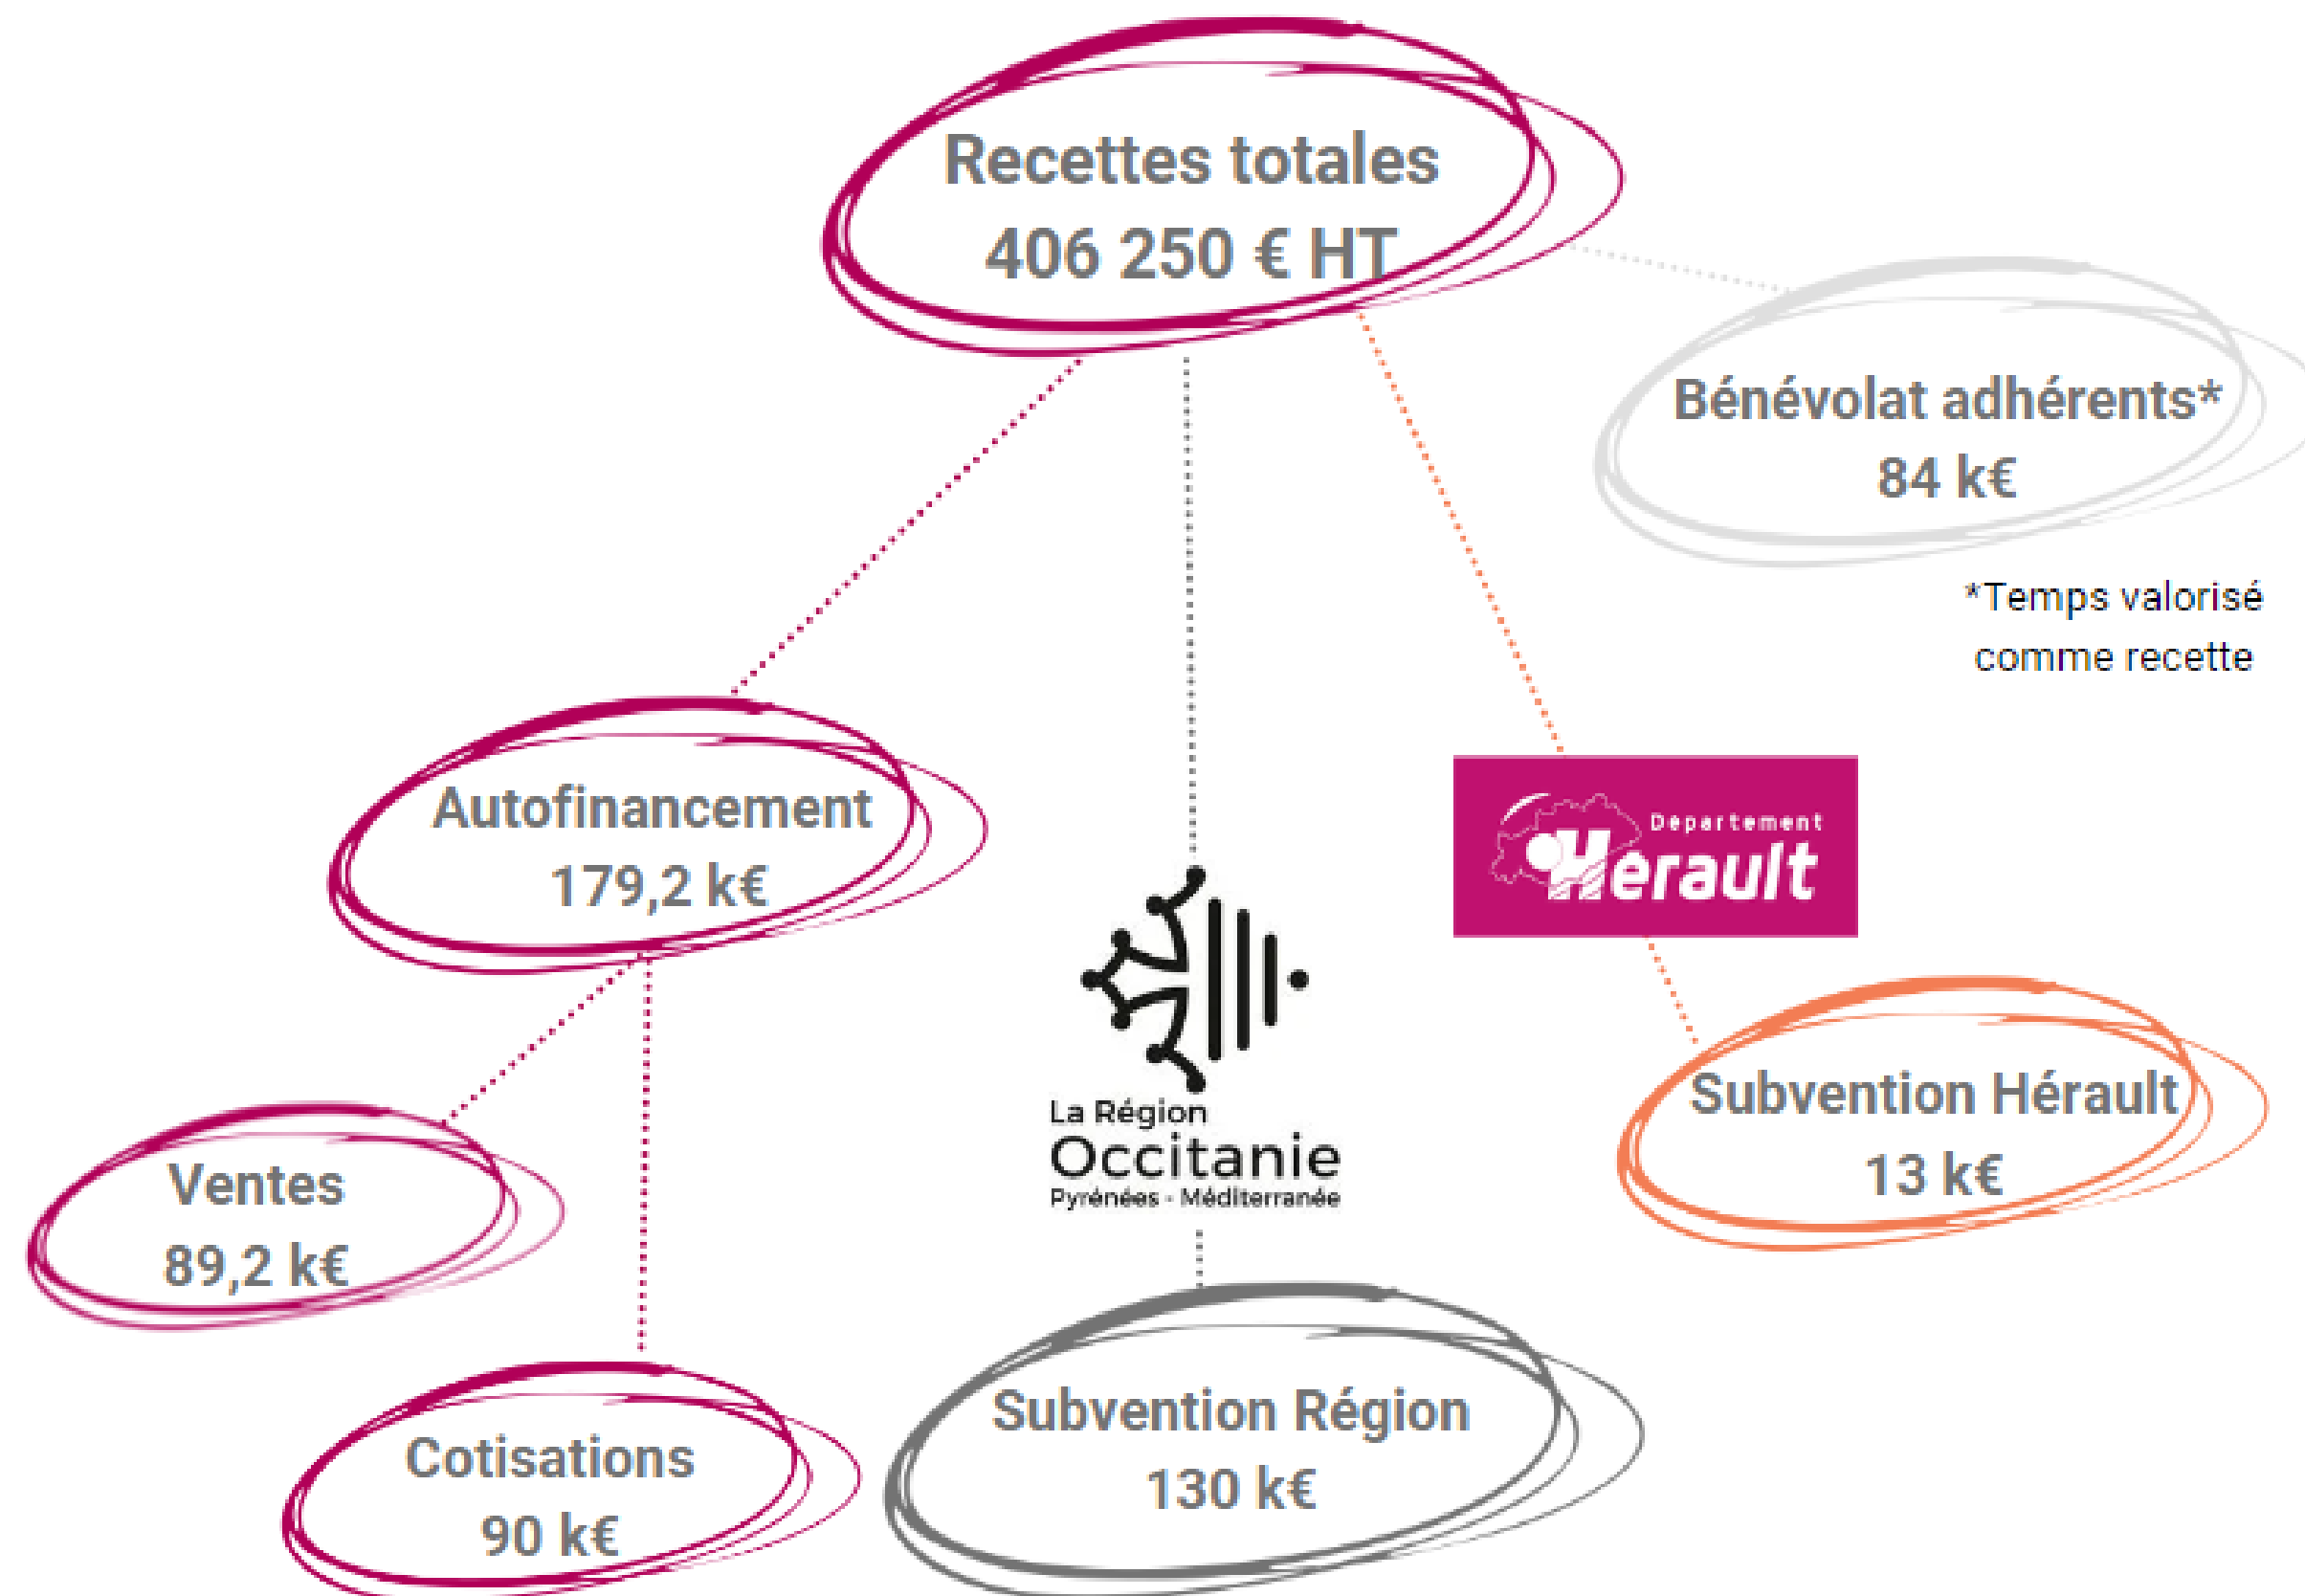 Recettes totales
406 250 € HT
Bénévolat adhérents*
84 k€
*Temps valorisé
comme recette
Autofinancement
179,2 k€
Departement
Hérault
La Région
Occitanie
Pyrénées - Méditerranée
Subvention Hérault
13 k€
Ventes
89,2 k€
Cotisations
90 k€
Subvention Région
130 k€